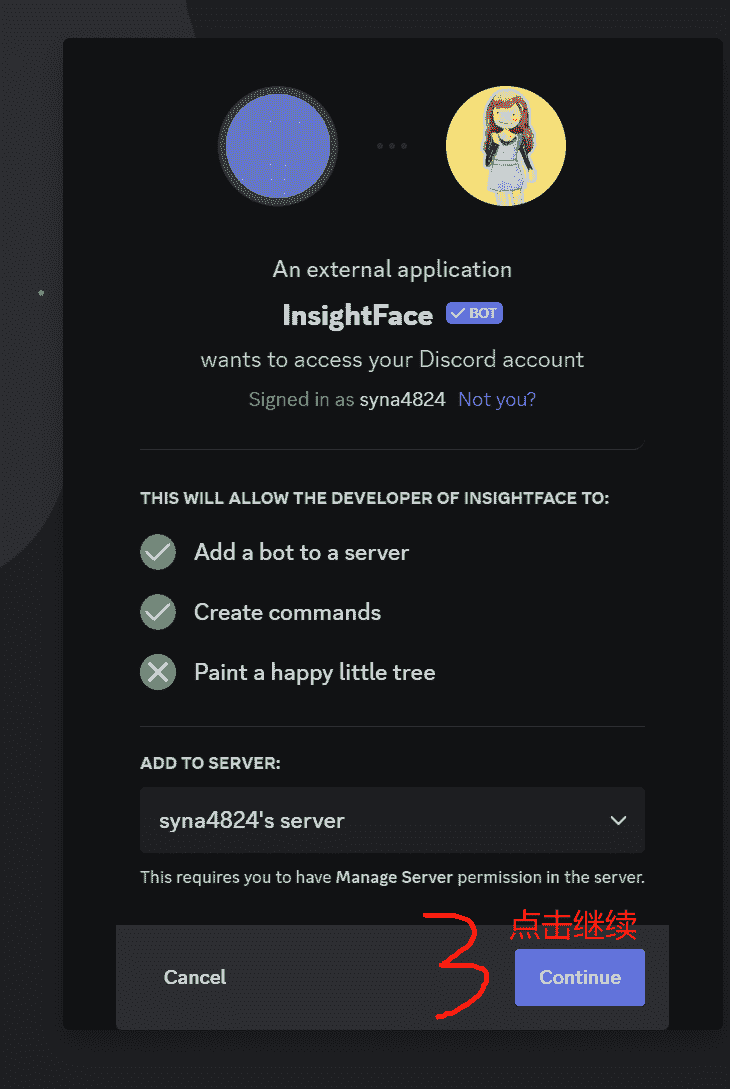 An external application
InsightFace BOT
wants to access your Discord account
Signed in as syna4824 Not you?
THIS WILL ALLOW THE DEVELOPER OF INSIGHTFACE TO:
Add a bot to a server
Create commands
Paint a happy little tree
ADD TO SERVER:
syna4824's server
This requires you to have Manage Server permission in the server.
3 点击继续
Cancel Continue